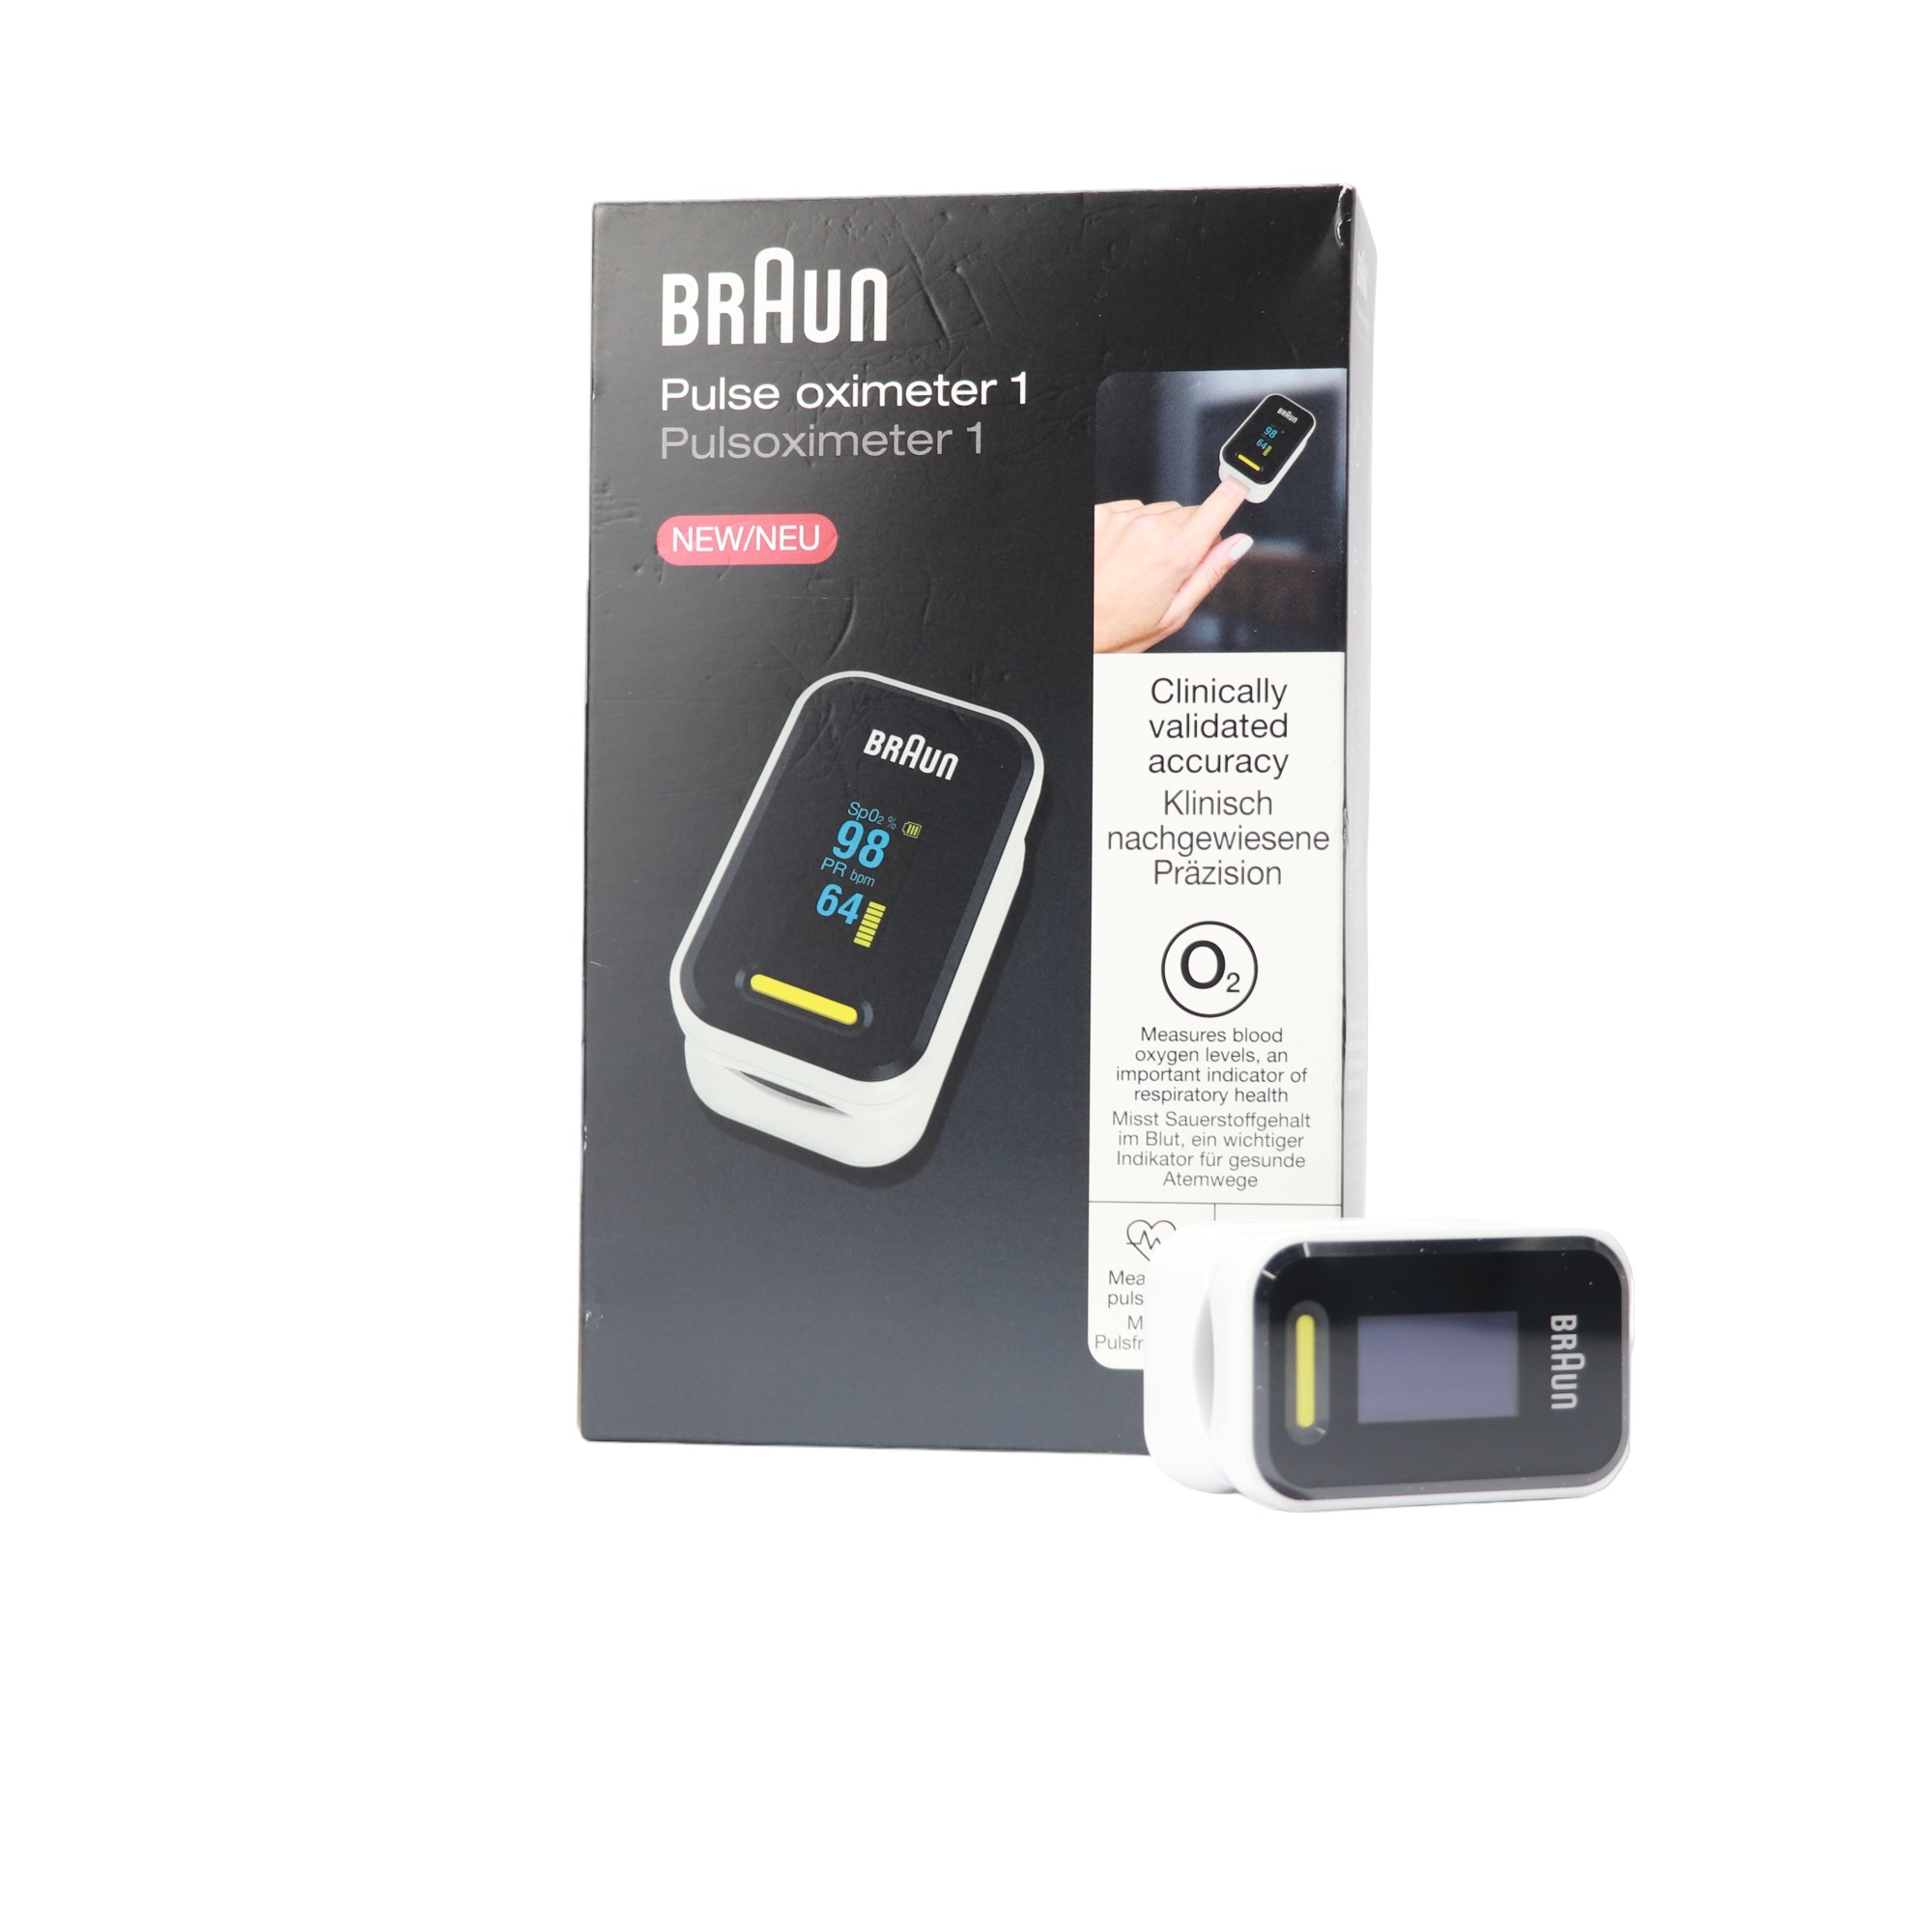 BRAUN
Pulse oximeter 1
Pulsoximeter 1
NEW/NEU
BRAUN
SpO2 %
98
PR bpm
64
BRAUN
98
64
Clinically
validated
accuracy
Klinisch
nachgewiesene
Präzision
O2
Measures blood
oxygen levels, an
important indicator of
respiratory health
Misst Sauerstoffgehalt
im Blut, ein wichtiger
Indikator für gesunde
Atemwege
BRAUN